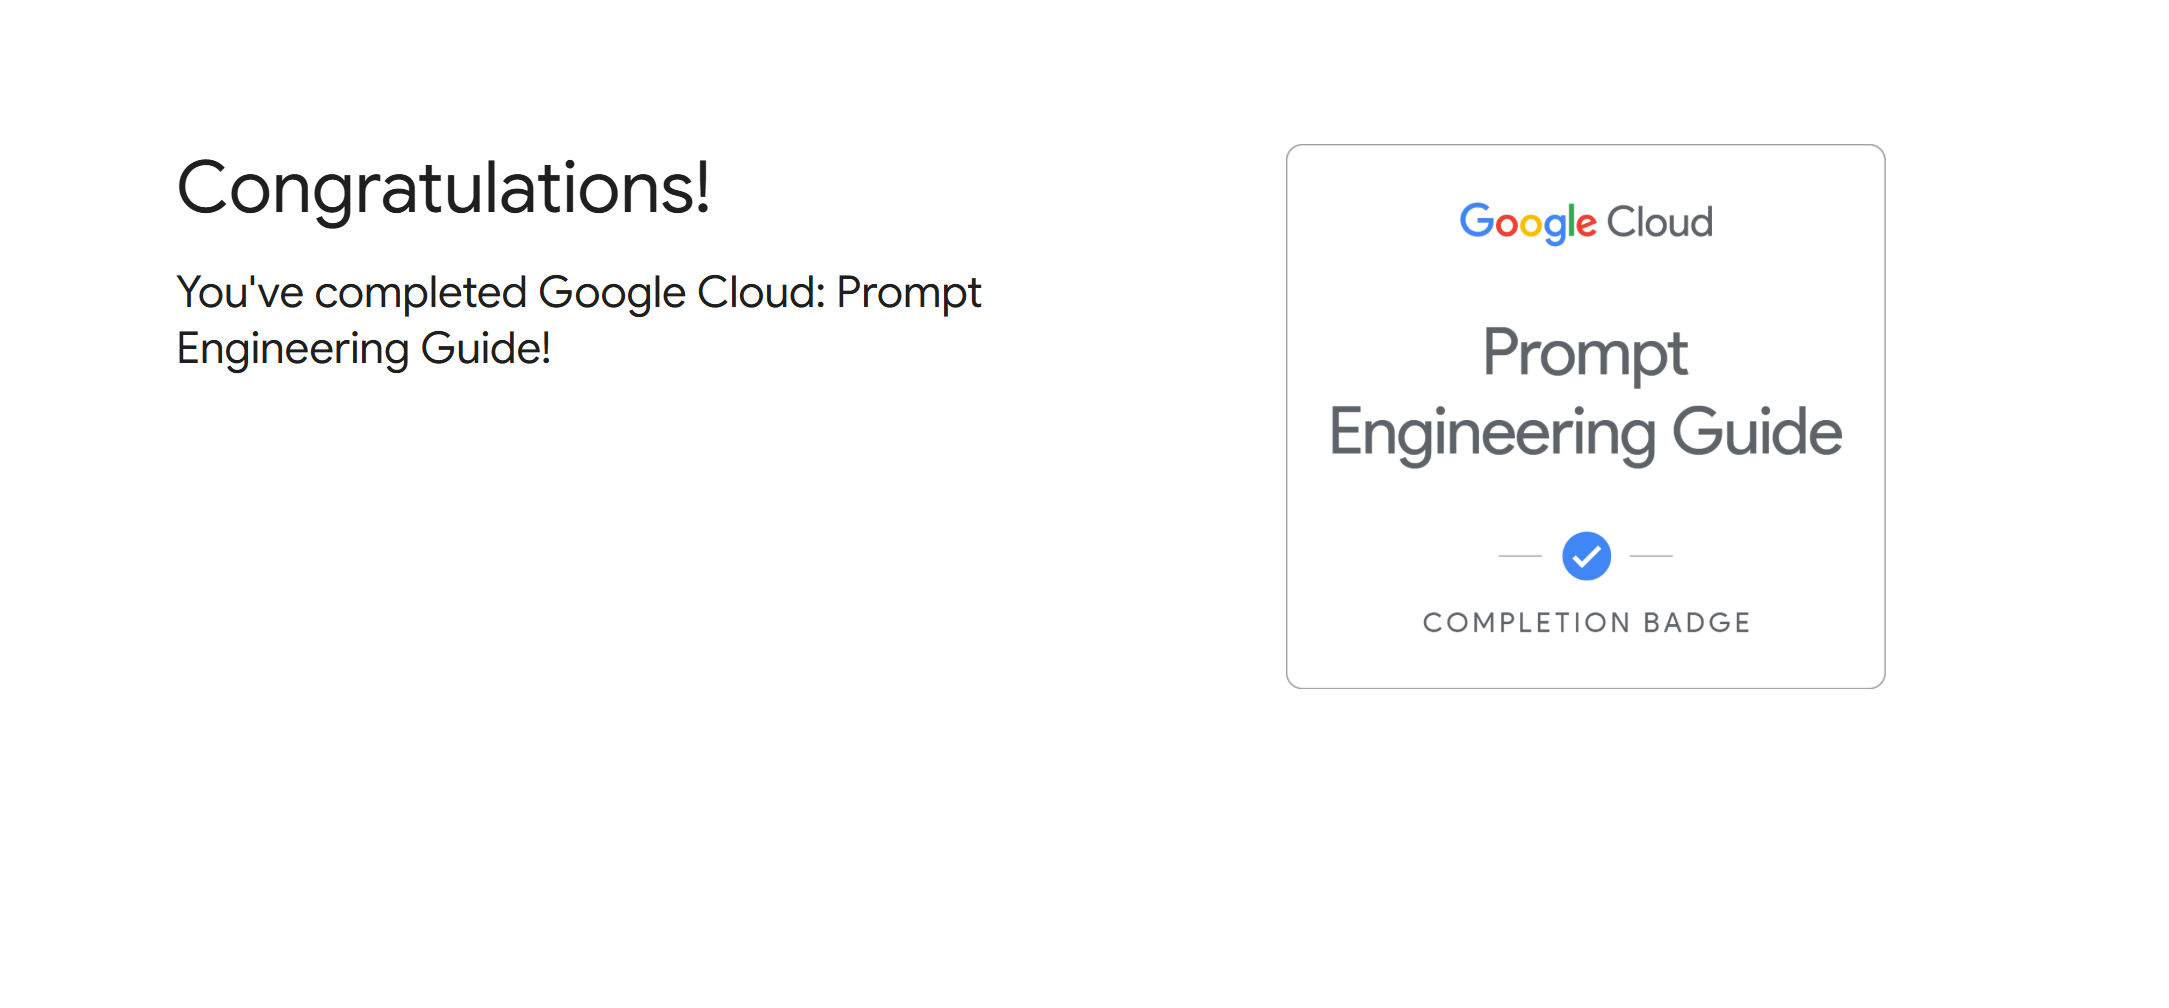 Congratulations!
You've completed Google Cloud: Prompt
Engineering Guide!
Google Cloud
Prompt
Engineering Guide
COMPLETION BADGE